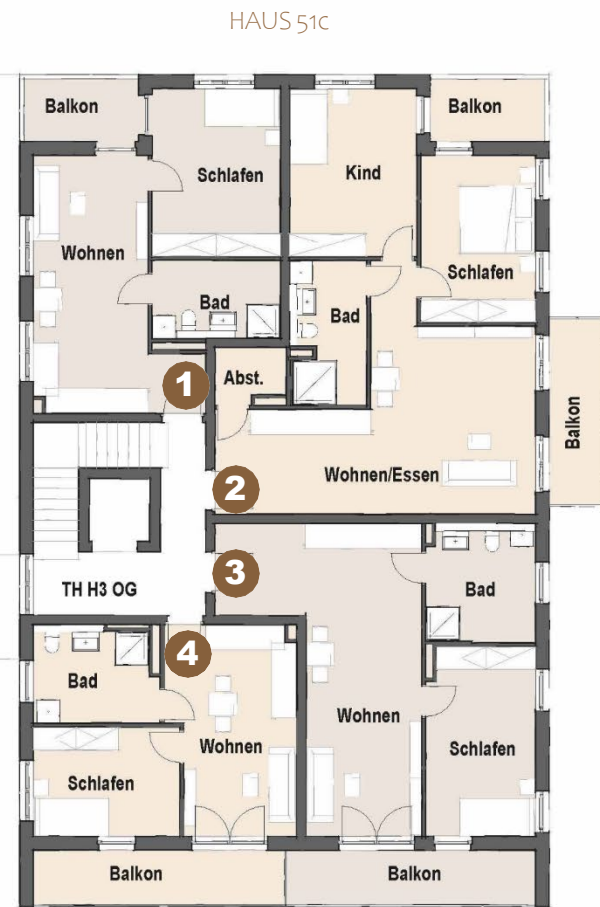 HAUS 51c
Balkon
Balkon
Schlafen
Kind
Wohnen
Schlafen
Bad
Bad
1
Abst.
Balkon
Wohnen/Essen
2
3
TH H3 OG
Bad
4
Bad
Wohnen
Wohnen
Schlafen
Schlafen
Balkon
Balkon